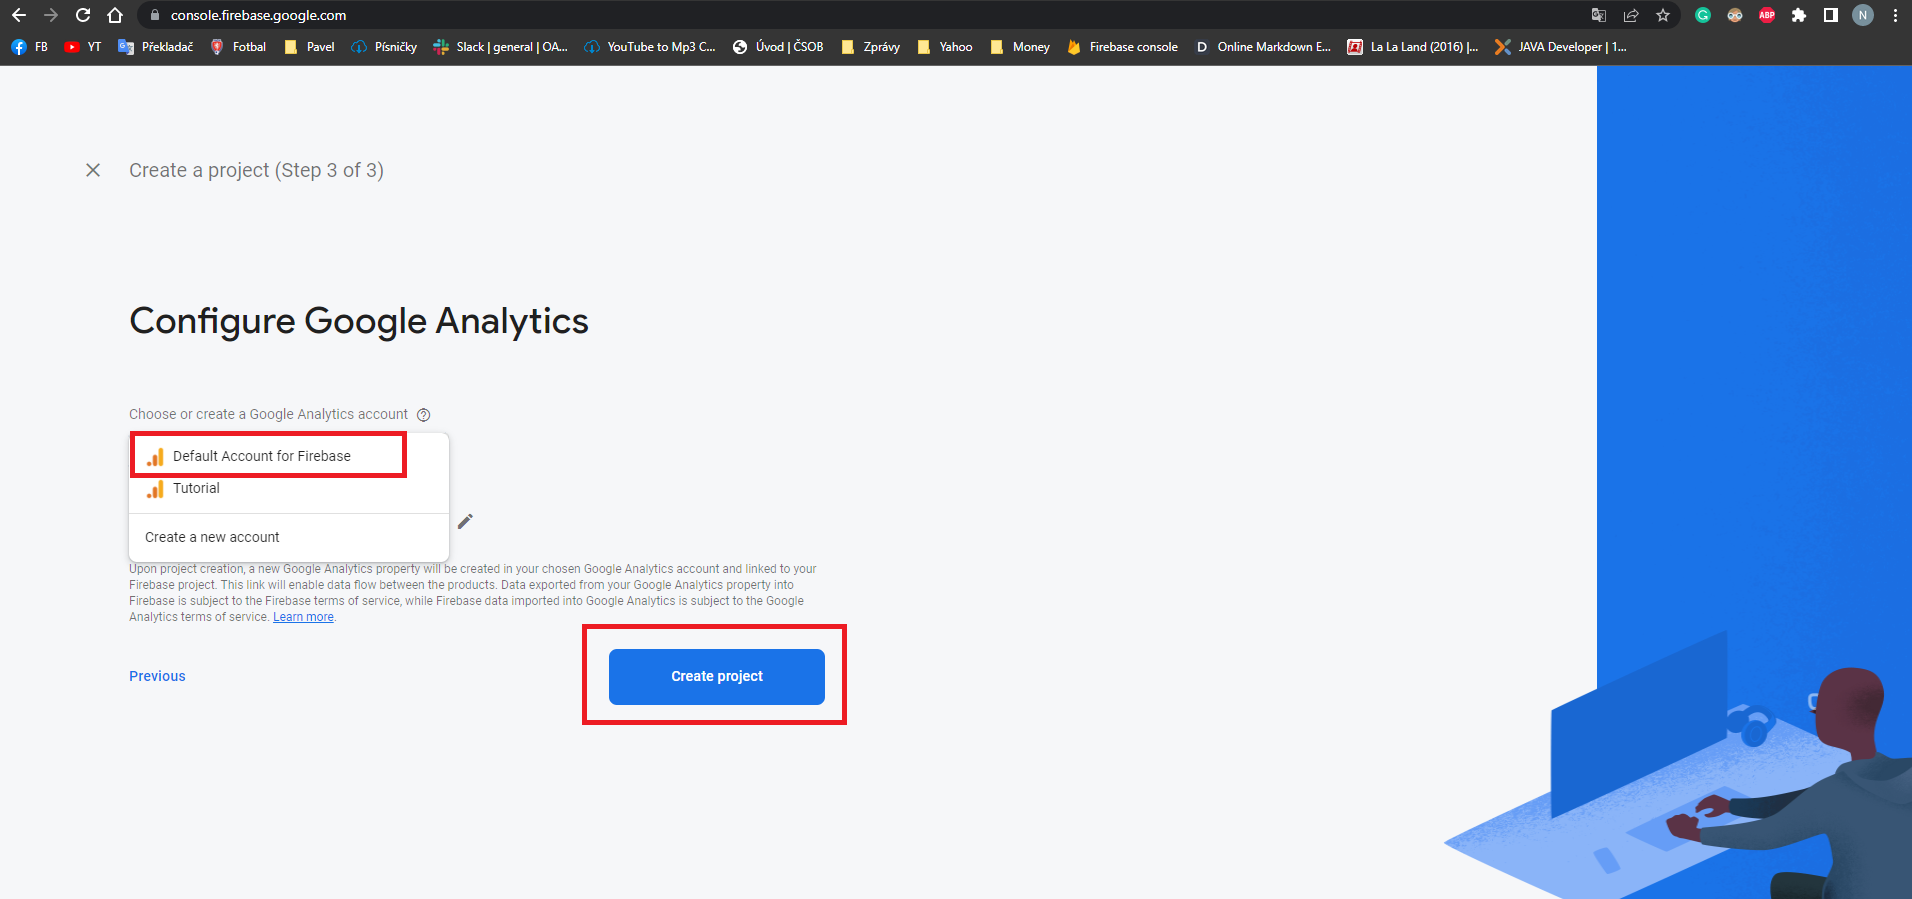 console.firebase.google.com
G ABP N
FB YT Překladač Fotbal Pavel Písničky Slack | general | OA... YouTube to Mp3 C... Úvod | ČSOB Zprávy Yahoo Money Firebase console D Online Markdown E... La La Land (2016) |... JAVA Developer | 1...
Create a project (Step 3 of 3)
Configure Google Analytics
Choose or create a Google Analytics account
Default Account for Firebase
Tutorial
Create a new account
Upon project creation, a new Google Analytics property will be created in your chosen Google Analytics account and linked to your
Firebase project. This link will enable data flow between the products. Data exported from your Google Analytics property into
Firebase is subject to the Firebase terms of service, while Firebase data imported into Google Analytics is subject to the Google
Analytics terms of service. Learn more.
Previous
Create project